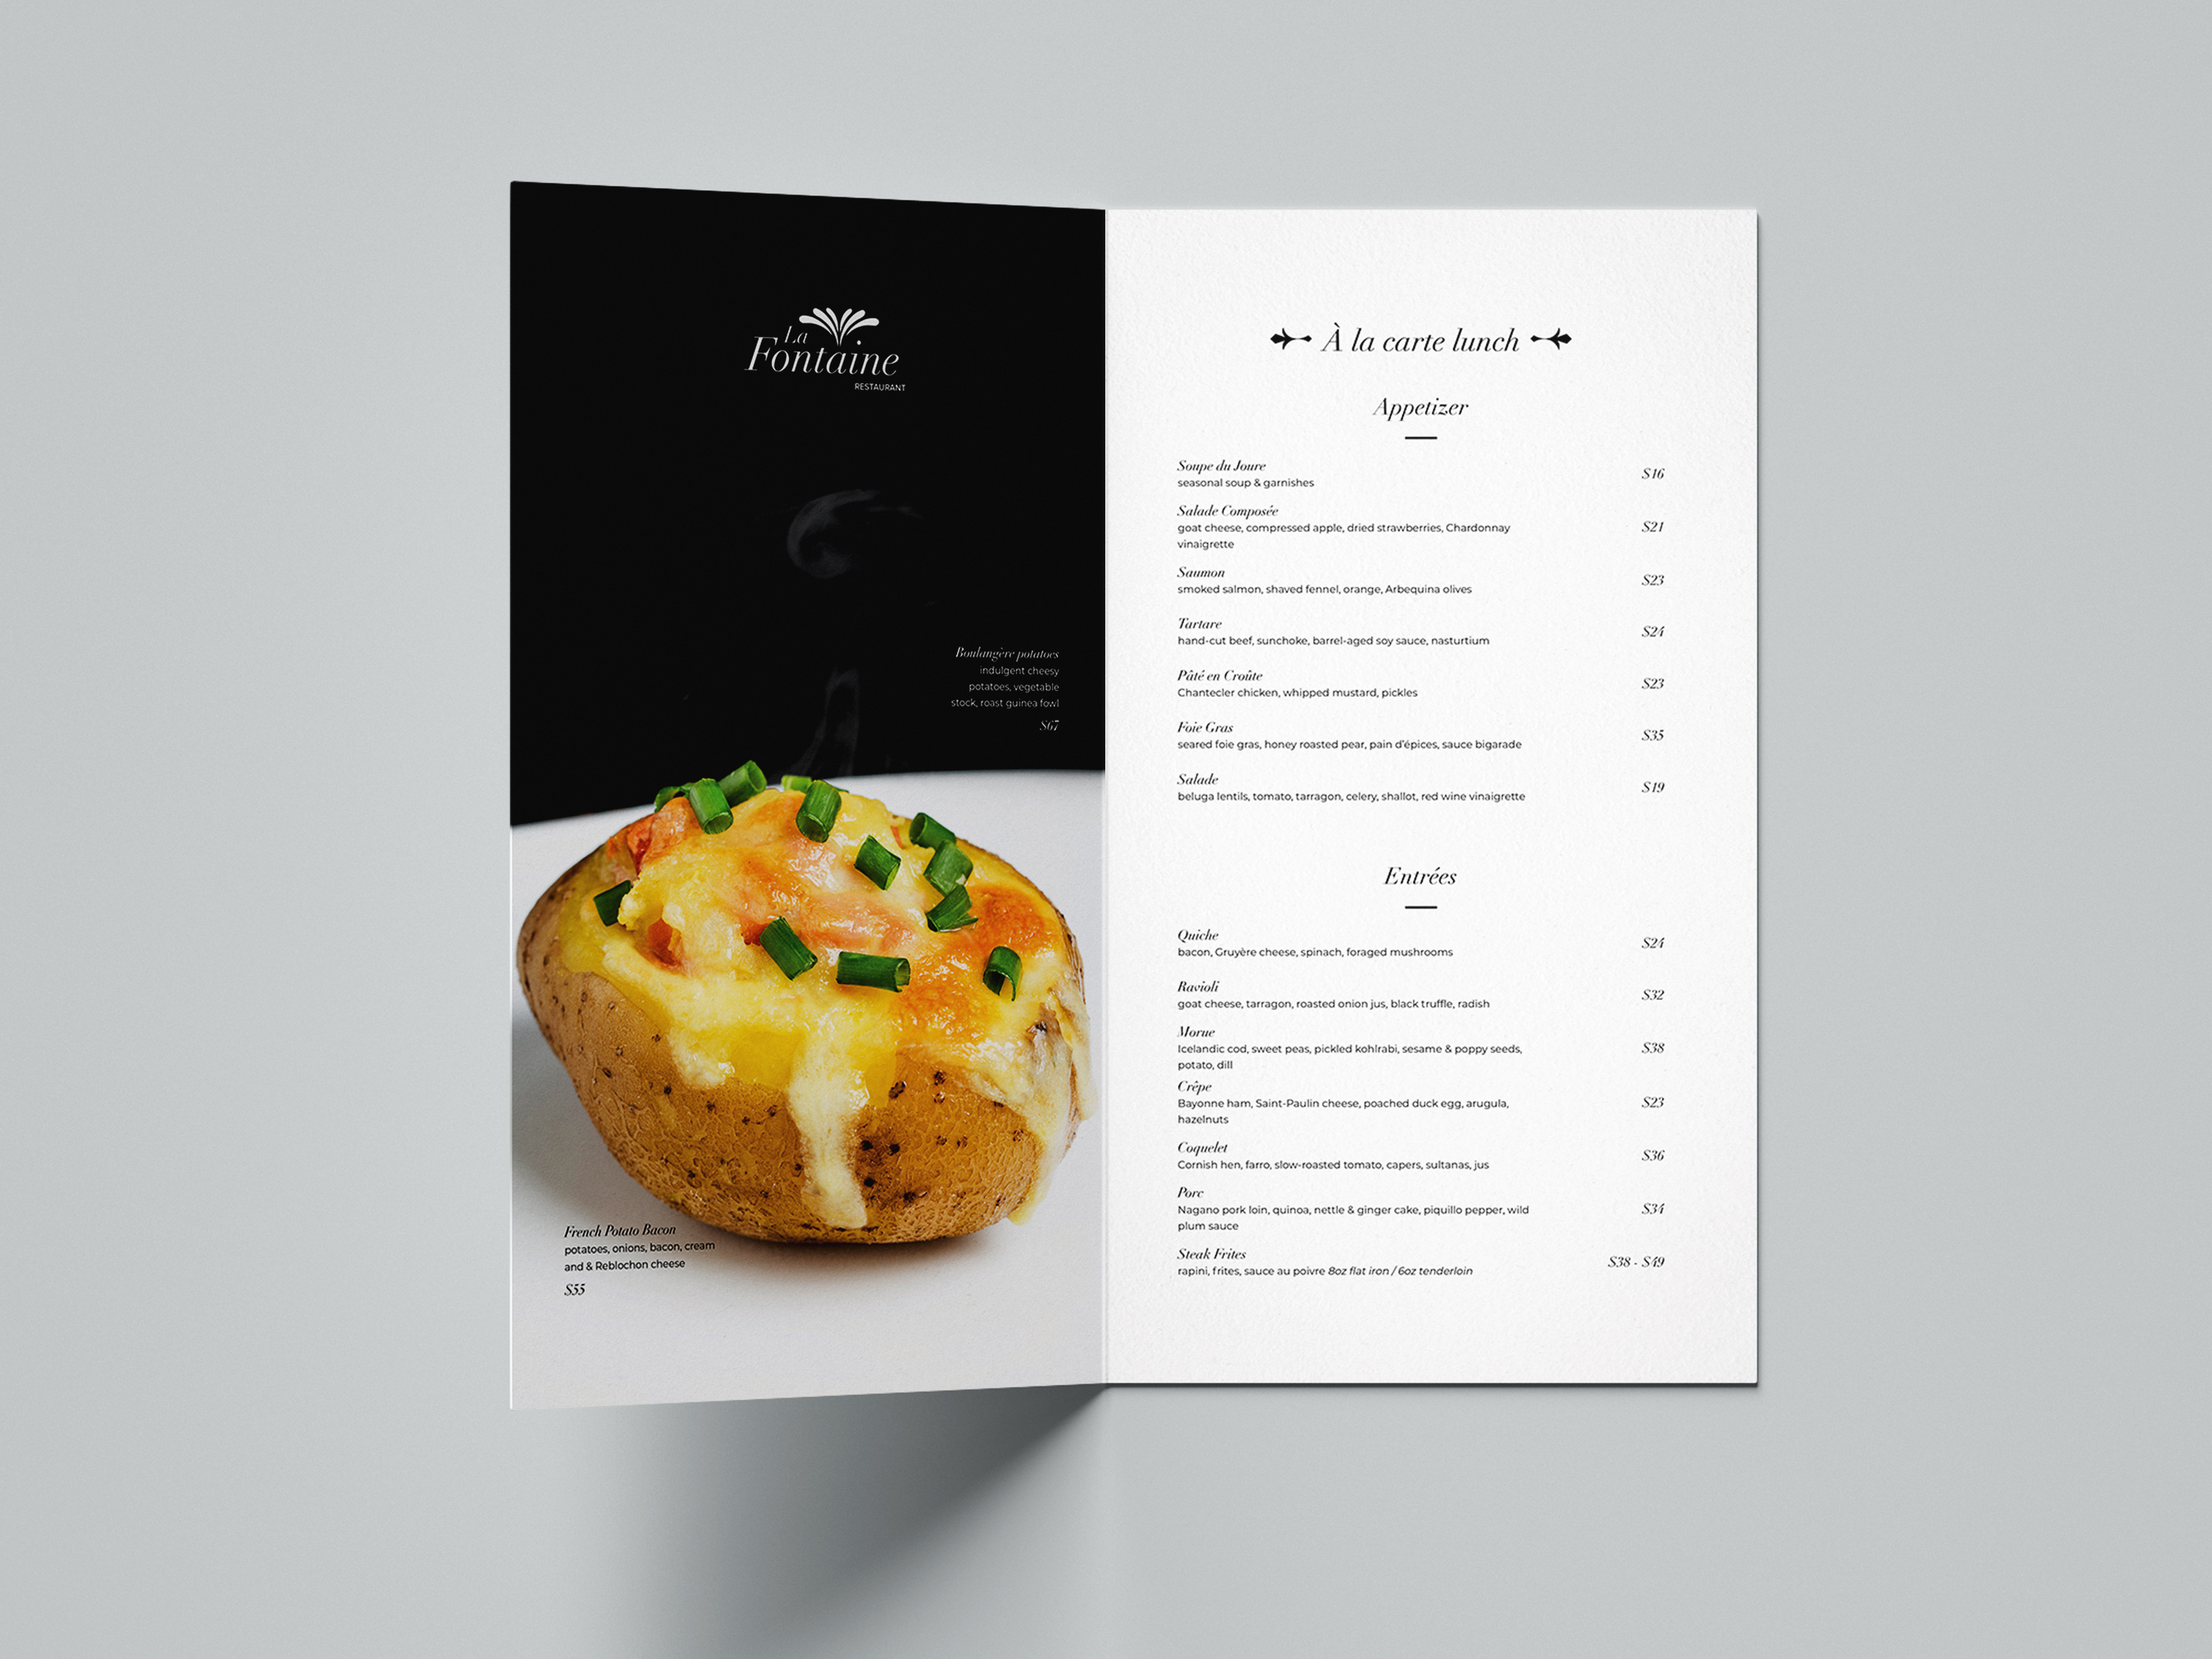 La
Fontaine
RESTAURANT
Boulangère potatoes
indulgent cheesy
potatoes, vegetable
stock, roast guinea fowl
$67
French Potato Bacon
potatoes, onions, bacon, cream
and & Reblochon cheese
$55
À la carte lunch
Appetizer
Soupe du Joure
seasonal soup & garnishes
$16
Salade Composée
goat cheese, compressed apple, dried strawberries, Chardonnay
vinaigrette
$21
Saumon
smoked salmon, shaved fennel, orange, Arbequina olives
$23
Tartare
hand-cut beef, sunchoke, barrel-aged soy sauce, nasturtium
$24
Pâté en Croûte
Chantecler chicken, whipped mustard, pickles
$23
Foie Gras
seared foie gras, honey roasted pear, pain d'épices, sauce bigarade
$35
Salade
beluga lentils, tomato, tarragon, celery, shallot, red wine vinaigrette
$19
Entrées
Quiche
bacon, Gruyère cheese, spinach, foraged mushrooms
$24
Ravioli
goat cheese, tarragon, roasted onion jus, black truffle, radish
$32
Morue
Icelandic cod, sweet peas, pickled kohlrabi, sesame & poppy seeds,
potato, dill
$38
Crêpe
Bayonne ham, Saint-Paulin cheese, poached duck egg, arugula,
hazelnuts
$23
Coquelet
Cornish hen, farro, slow-roasted tomato, capers, sultanas, jus
$36
Porc
Nagano pork loin, quinoa, nettle & ginger cake, piquillo pepper, wild
plum sauce
$34
Steak Frites
rapini, frites, sauce au poivre 8oz flat iron / 6oz tenderloin
$38 - $49